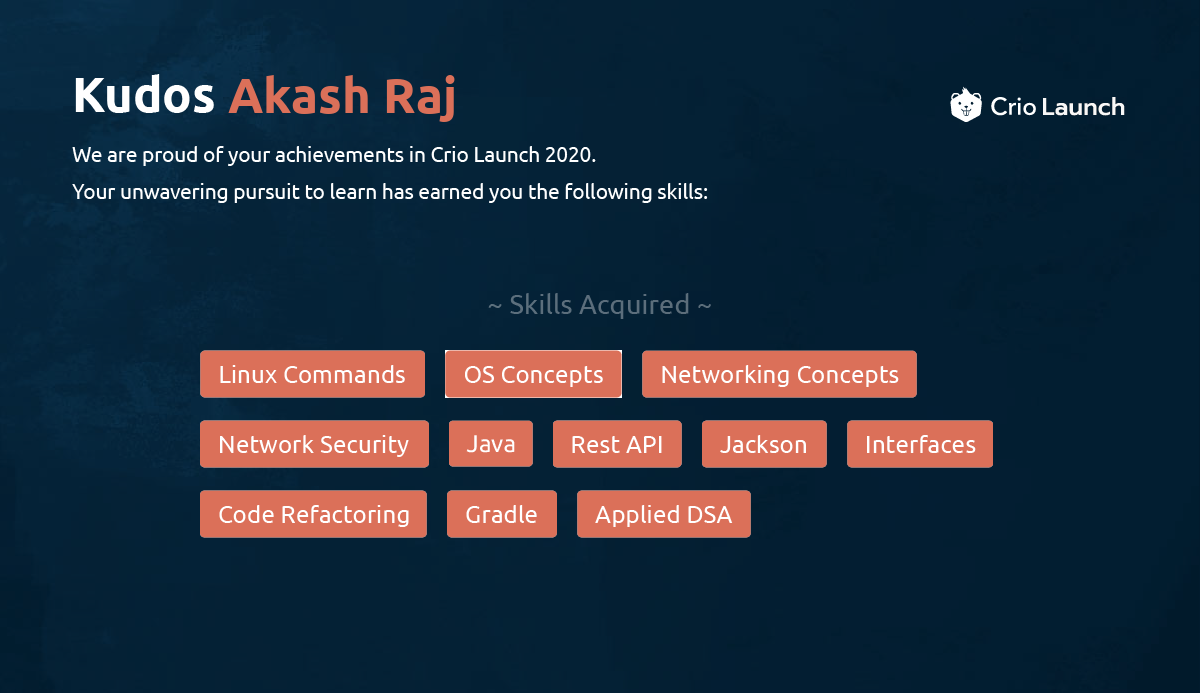 Kudos Akash Raj
Crio Launch
We are proud of your achievements in Crio Launch 2020.
Your unwavering pursuit to learn has earned you the following skills:
~ Skills Acquired ~
Linux Commands OS Concepts Networking Concepts
Network Security Java Rest API Jackson Interfaces
Code Refactoring Gradle Applied DSA